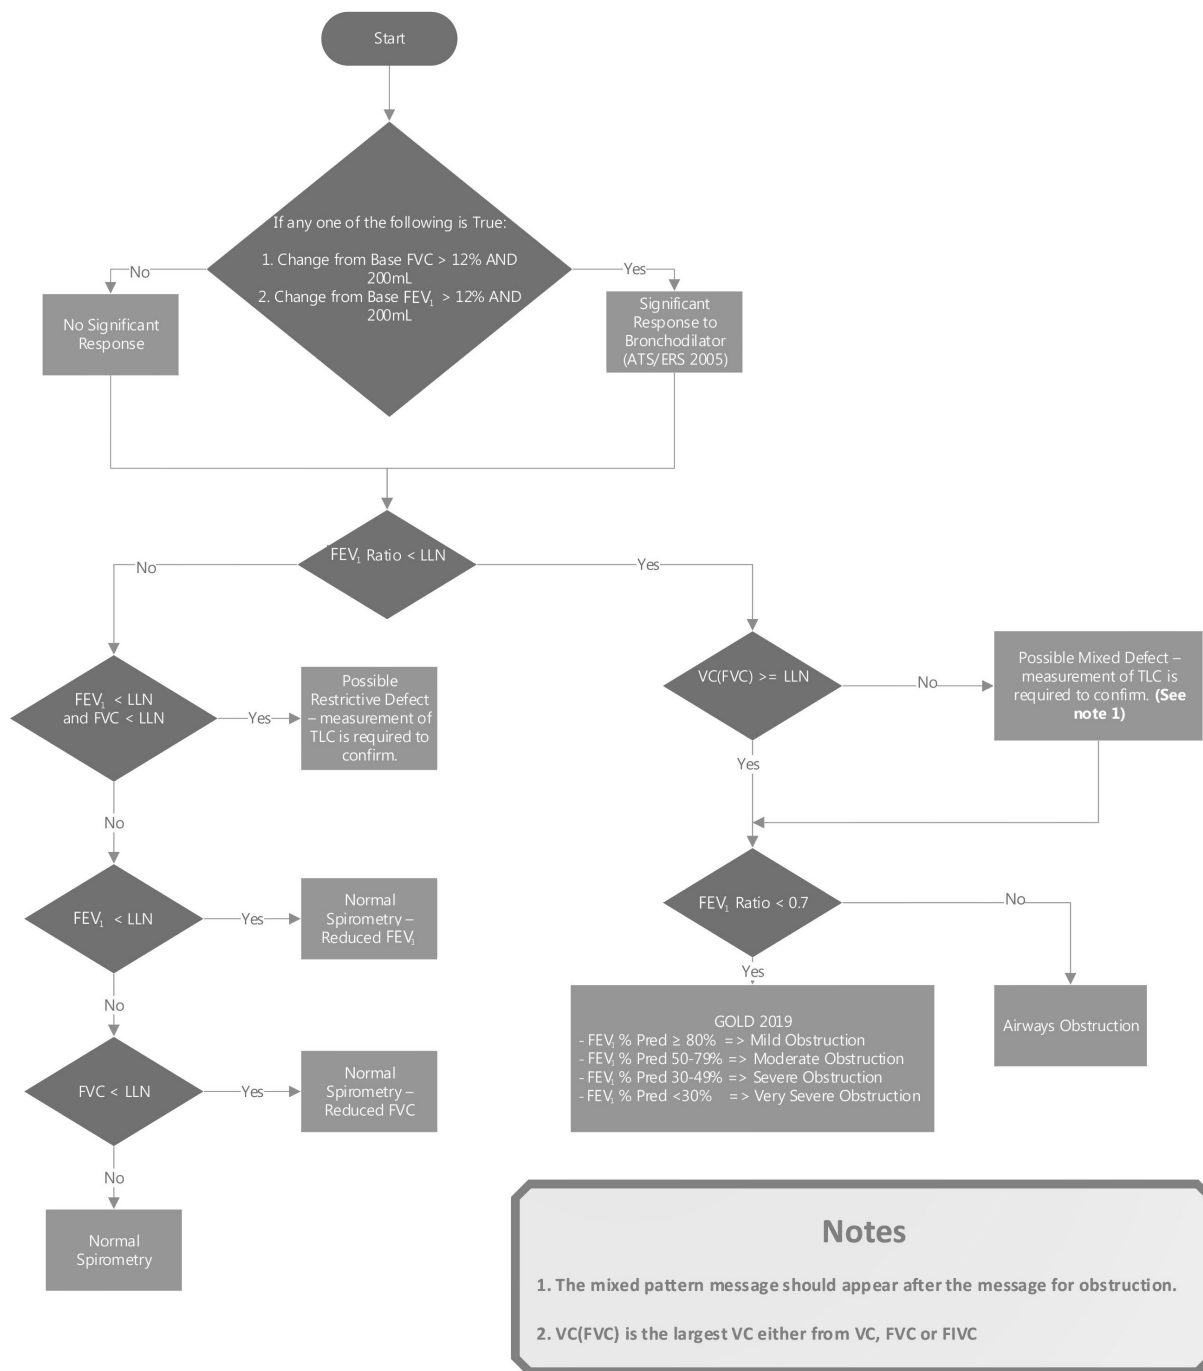 Start
If any one of the following is True:
1. Change from Base FVC > 12% AND
200mL
2. Change from Base FEV₁ > 12% AND
200mL
No
Yes
No Significant
Response
Significant
Response to
Bronchodilator
(ATS/ERS 2005)
FEV₁ Ratio < LLN
No
Yes
FEV₁ < LLN
and FVC < LLN
Yes
Possible
Restrictive Defect
– measurement of
TLC is required to
confirm.
VC(FVC) >= LLN
No
Possible Mixed Defect –
measurement of TLC is
required to confirm. (See
note 1)
Yes
No
FEV₁ < LLN
Yes
Normal
Spirometry –
Reduced FEV₁
FEV₁ Ratio < 0.7
No
Yes
No
GOLD 2019
- FEV₁ % Pred ≥ 80% => Mild Obstruction
- FEV₁ % Pred 50-79% => Moderate Obstruction
- FEV₁ % Pred 30-49% => Severe Obstruction
- FEV₁ % Pred <30% => Very Severe Obstruction
Airways Obstruction
FVC < LLN
Yes
Normal
Spirometry –
Reduced FVC
No
Normal
Spirometry
Notes
1. The mixed pattern message should appear after the message for obstruction.
2. VC(FVC) is the largest VC either from VC, FVC or FIVC